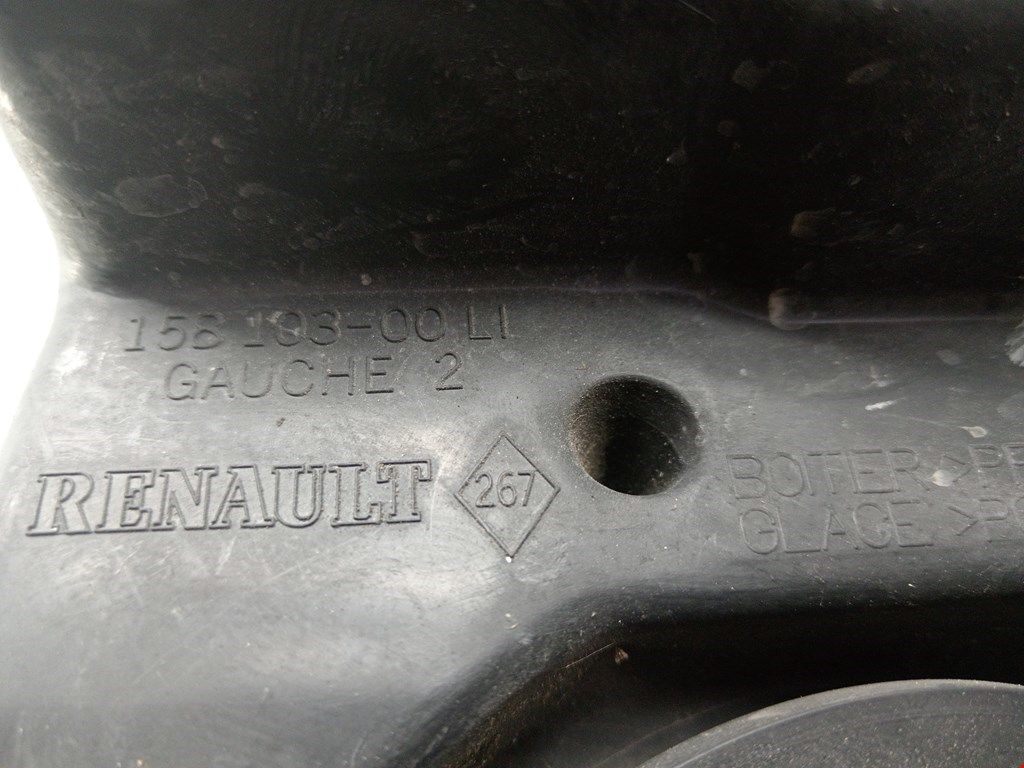 158 193-00 LI
GAUCHE 2
RENAULT
267
BOITIER >P
GLACE >P